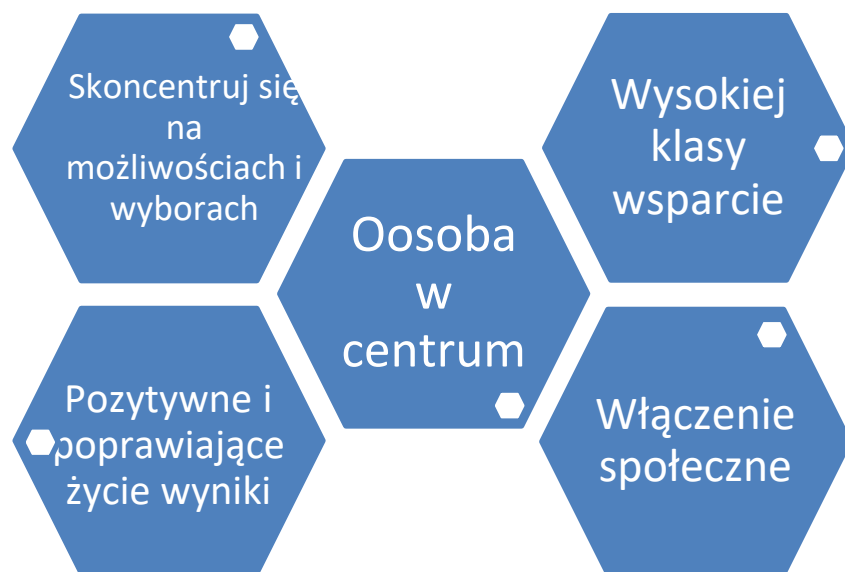 Skoncentruj się
na
możliwościach i
wyborach
Wysokiej
klasy
wsparcie
Oosoba
w
centrum
Pozytywne i
poprawiające
życie wyniki
Włączenie
społeczne